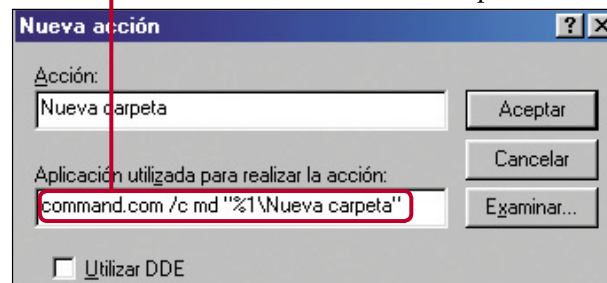 Nueva acción
Acción:
Nueva carpeta
Aceptar
Aplicación utilizada para realizar la acción:
Cancelar
command.com /c md "%1\Nueva carpeta"
Examinar...
Utilizar DDE